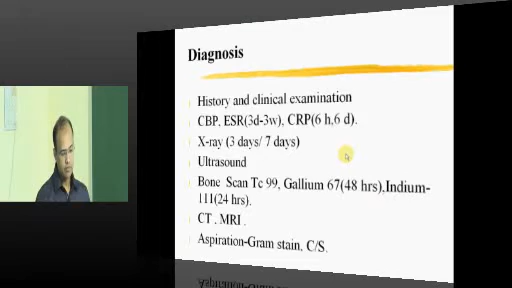 Diagnosis
History and clinical examination
CBP, ESR(3d-3w), CRP(6 h,6 d).
X-ray (3 days/ 7 days)
Ultrasound
Bone Scan Tc 99, Gallium 67(48 hrs),Indium-
111(24 hrs).
CT , MRI .
Aspiration-Gram stain, C/S.